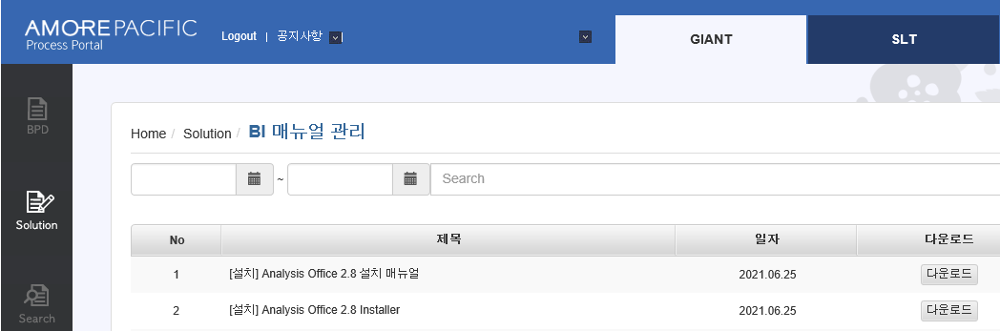 AMOREPACIFIC
Process Portal
Logout | 공지사항
GIANT
SLT
BPD
Solution
Search
Home / Solution / BI 매뉴얼 관리
~ Search
No 제목 일자 다운로드
1 [설치] Analysis Office 2.8 설치 매뉴얼 2021.06.25 다운로드
2 [설치] Analysis Office 2.8 Installer 2021.06.25 다운로드